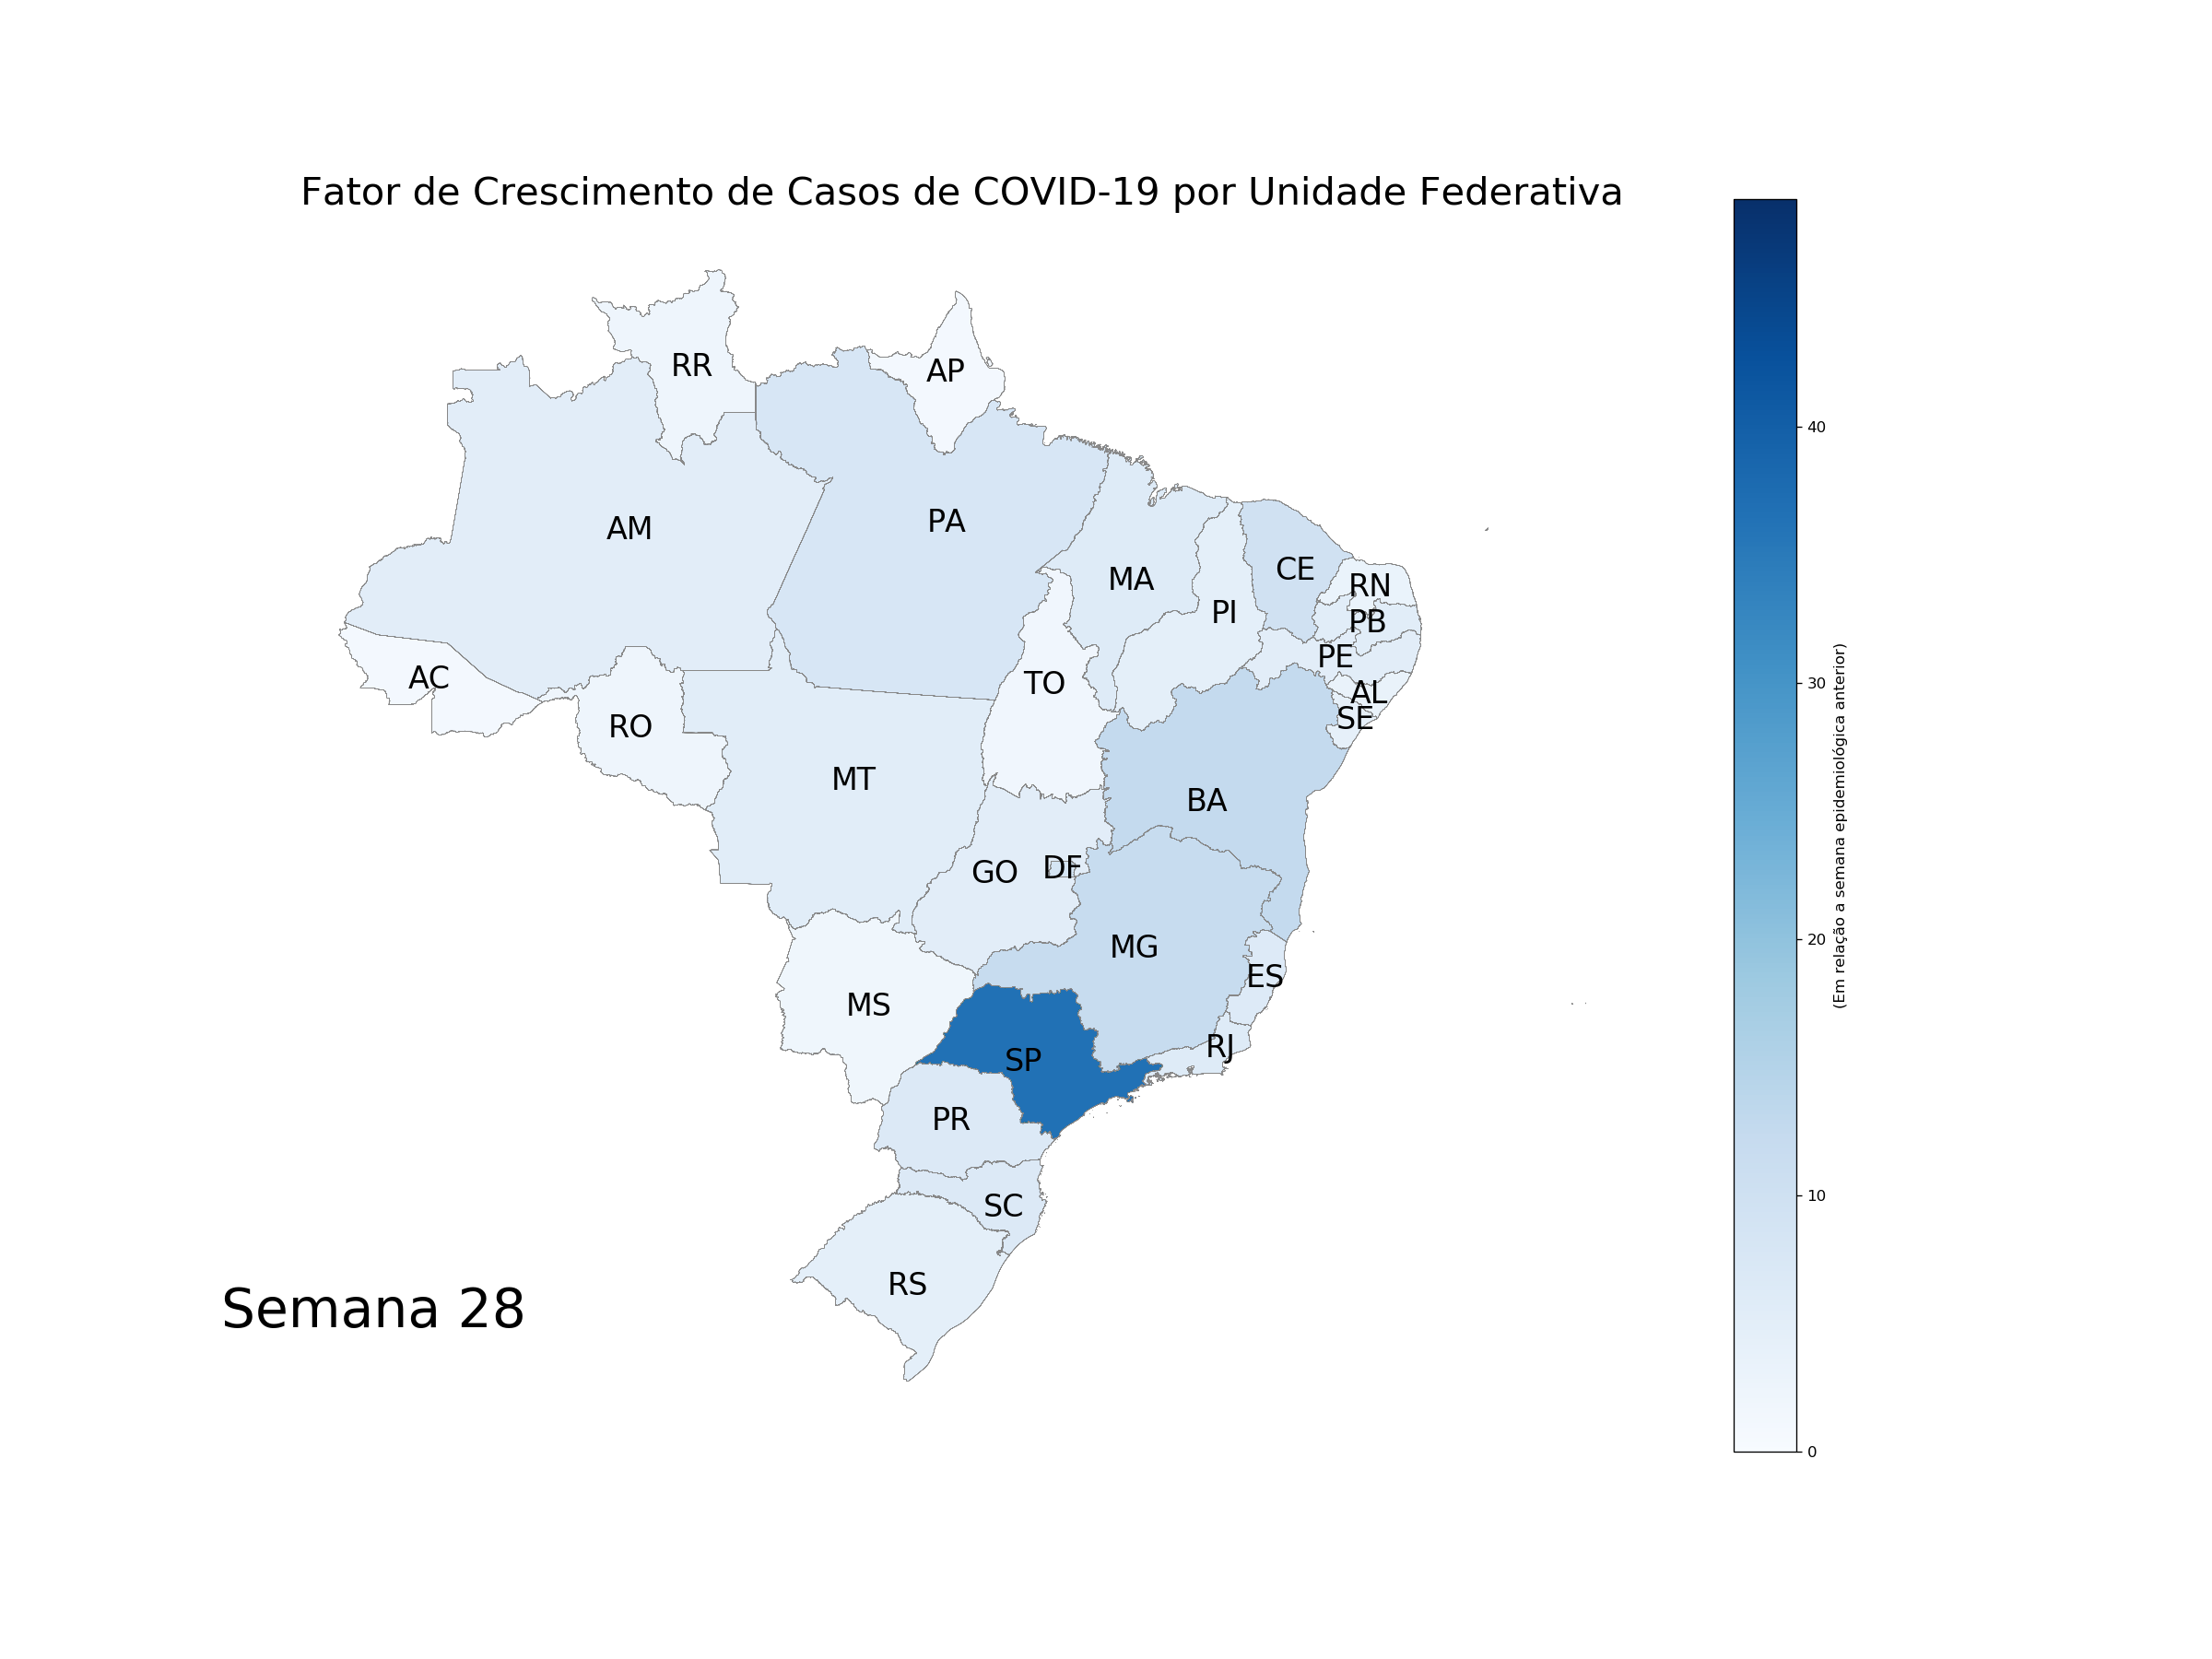 Fator de Crescimento de Casos de COVID-19 por Unidade Federativa
RR
AP
AM
PA
MA
CE
RN
PI
PB
PE
AC
TO
AL
SE
RO
MT
BA
GO
DF
MG
ES
MS
RJ
SP
PR
SC
RS
Semana 28
40
30
20
10
0
(Em relação a semana epidemiológica anterior)